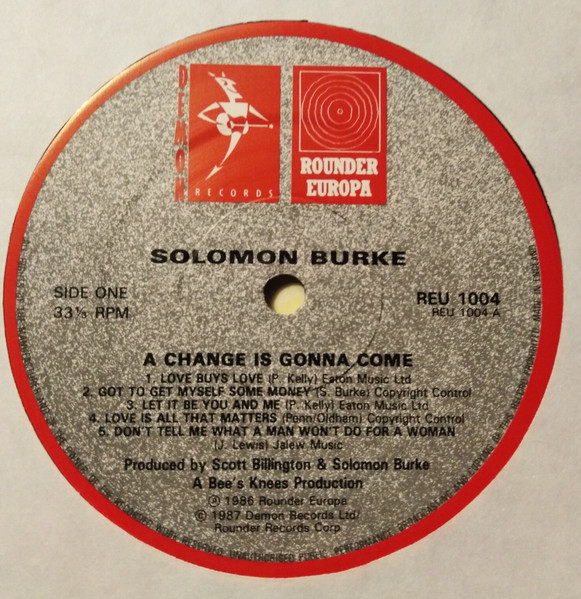 DEMON
RECORDS
ROUNDER
EUROPA
SOLOMON BURKE
SIDE ONE
33⅓ RPM
REU 1004
REU 1004-A
A CHANGE IS GONNA COME
1. LOVE BUYS LOVE (P. Kelly) Eaton Music Ltd
2. GOT TO GET MYSELF SOME MONEY (S. Burke) Copyright Control
3. LET IT BE YOU AND ME (P. Kelly) Eaton Music Ltd
4. LOVE IS ALL THAT MATTERS (Penn/Oldham) Copyright Control
5. DON'T TELL ME WHAT A MAN WON'T DO FOR A WOMAN
(J. Lewis) Jalew Music
Produced by Scott Billington & Solomon Burke
A Bee's Knees Production
℗ 1986 Rounder Europa
© 1987 Demon Records Ltd/
Rounder Records Corp.
RESERVED. UNAUTHORISED PUBLIC PERFORMANCE